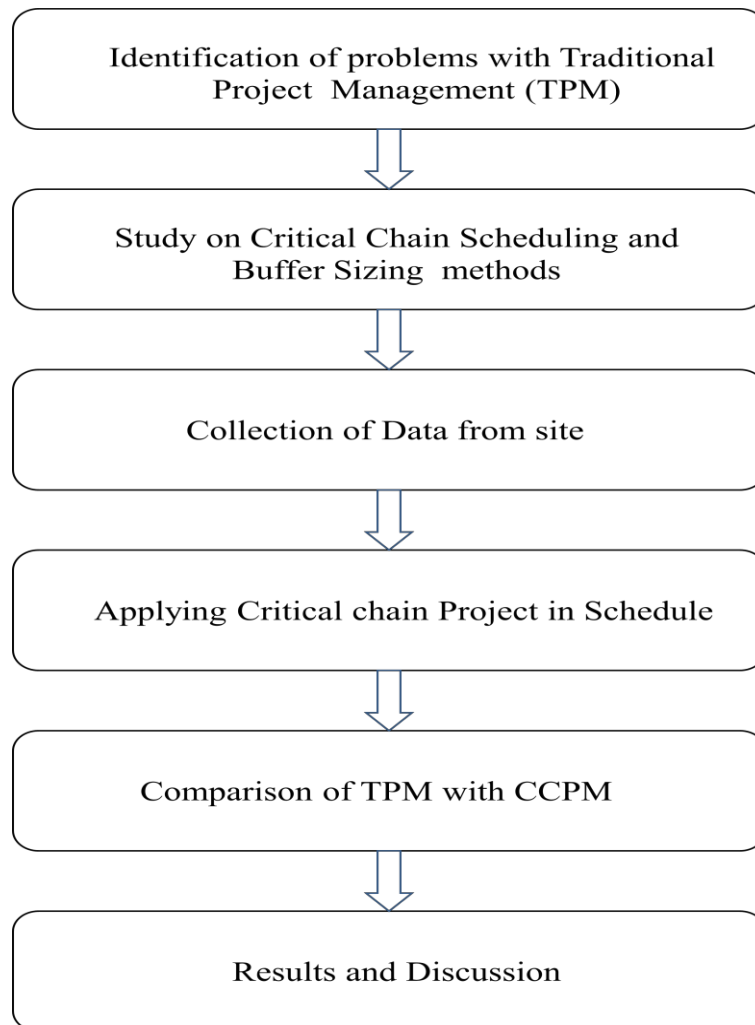 Identification of problems with Traditional
Project Management (TPM)
Study on Critical Chain Scheduling and
Buffer Sizing methods
Collection of Data from site
Applying Critical chain Project in Schedule
Comparison of TPM with CCPM
Results and Discussion